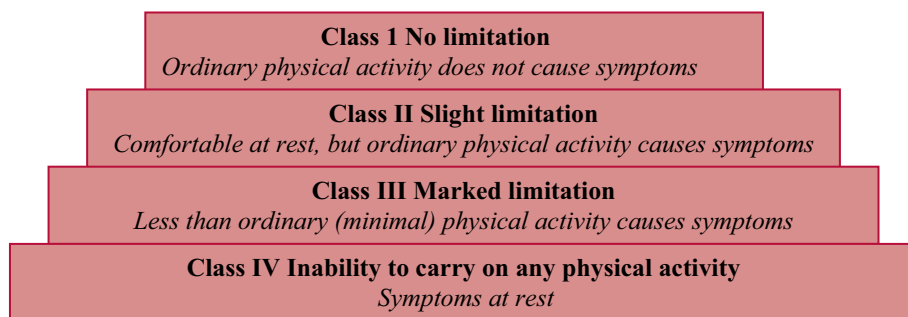 Class 1 No limitation
Ordinary physical activity does not cause symptoms
Class II Slight limitation
Comfortable at rest, but ordinary physical activity causes symptoms
Class III Marked limitation
Less than ordinary (minimal) physical activity causes symptoms
Class IV Inability to carry on any physical activity
Symptoms at rest